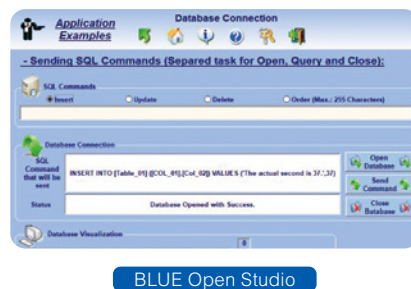 Database Connection
Application
Examples
- Sending SQL Commands (Separed task for Open, Query and Close):
SQL Commands
Insert Update Delete Order (Max.: 255 Characters)
Database Connection
SQL
Command
that will be
sent
INSERT INTO [Table_01] ([COL_01],[Col_02]) VALUES ('The actual second is 37.',37)
Open
Database
Send
Command
Status
Database Opened with Success.
Close
Database
Database Visualization
0
BLUE Open Studio